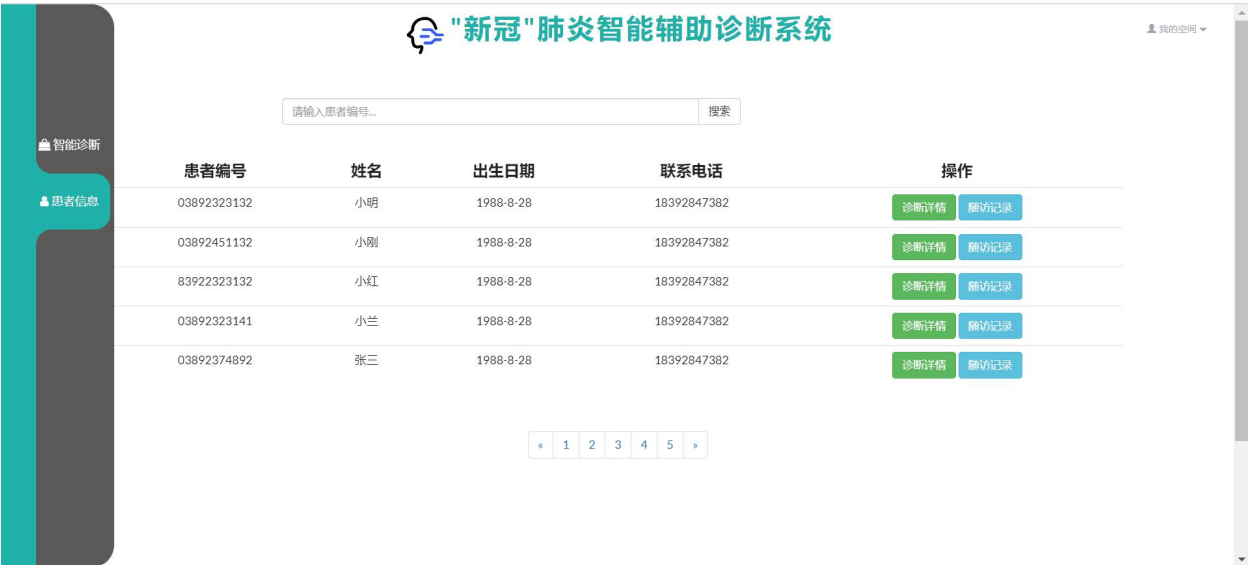 "新冠"肺炎智能辅助诊断系统
我的空间
请输入患者编号... 搜索
智能诊断
患者信息
患者编号 姓名 出生日期 联系电话 操作
03892323132 小明 1988-8-28 18392847382 诊断详情 随访记录
03892451132 小刚 1988-8-28 18392847382 诊断详情 随访记录
83922323132 小红 1988-8-28 18392847382 诊断详情 随访记录
03892323141 小兰 1988-8-28 18392847382 诊断详情 随访记录
03892374892 张三 1988-8-28 18392847382 诊断详情 随访记录
« 1 2 3 4 5 »